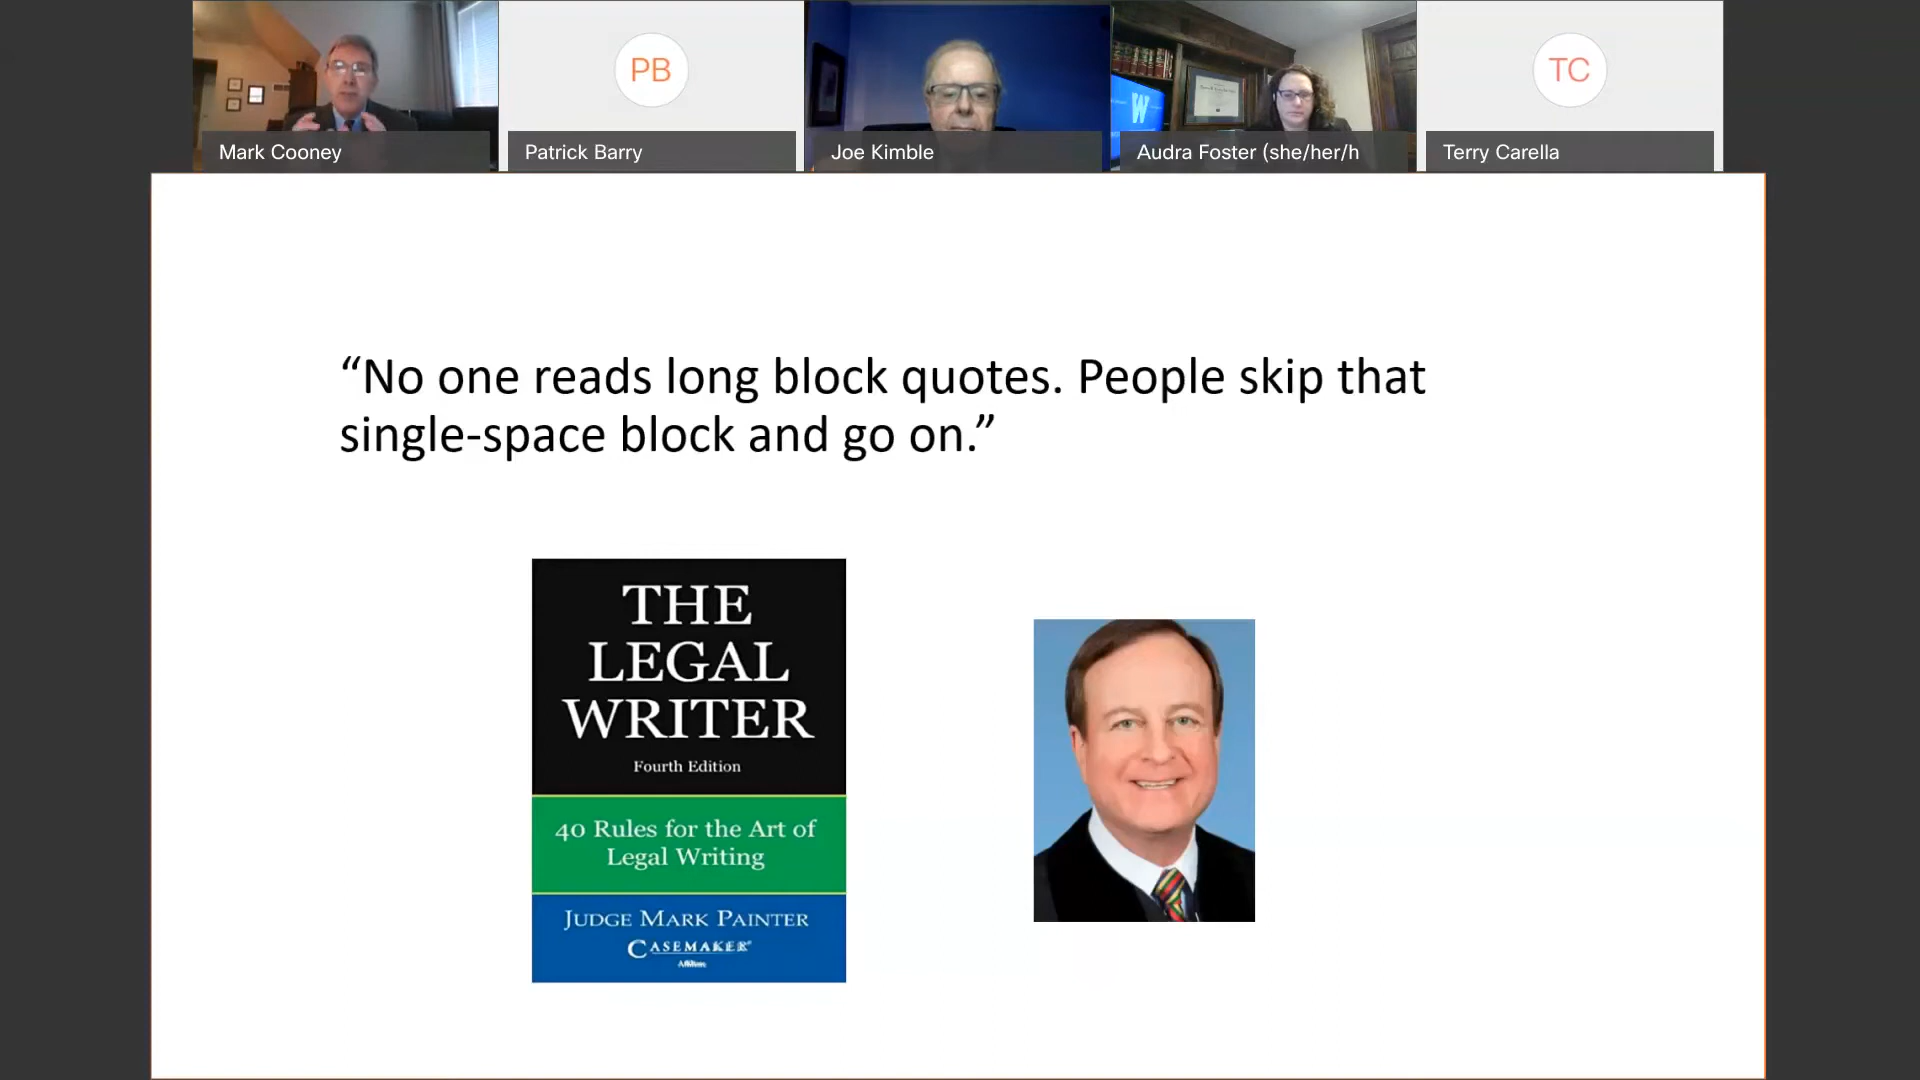 PB
TC
Mark Cooney
Patrick Barry
Joe Kimble
Audra Foster (she/her/h
Terry Carella
W
“No one reads long block quotes. People skip that
single-space block and go on.”
THE
LEGAL
WRITER
Fourth Edition
40 Rules for the Art of
Legal Writing
JUDGE MARK PAINTER
CASEMAKER®